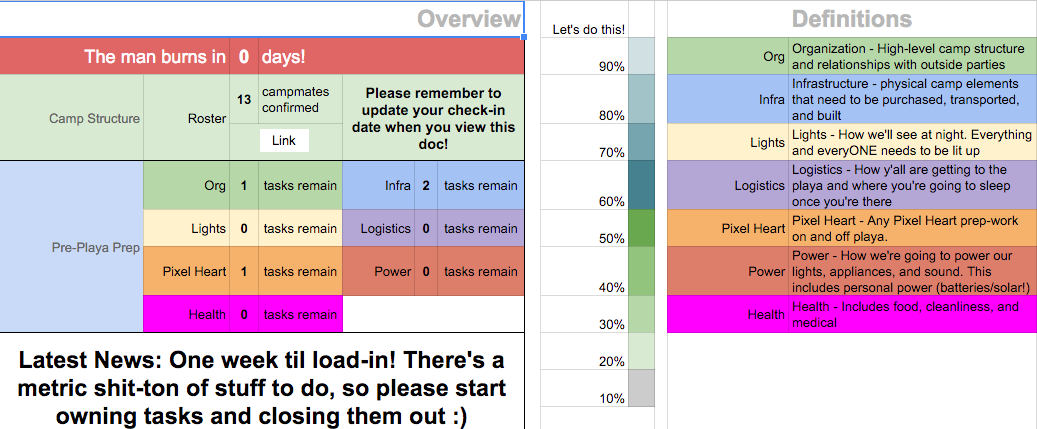 Overview
The man burns in 0 days!
Camp Structure
Roster
13 campmates
confirmed
Link
Please remember to
update your check-in
date when you view this
doc!
Pre-Playa Prep
Org 1 tasks remain
Infra 2 tasks remain
Lights 0 tasks remain
Logistics 0 tasks remain
Pixel Heart 1 tasks remain
Power 0 tasks remain
Health 0 tasks remain
Latest News: One week til load-in! There's a
metric shit-ton of stuff to do, so please start
owning tasks and closing them out :)
Let's do this!
90%
80%
70%
60%
50%
40%
30%
20%
10%
Definitions
Org
Organization - High-level camp structure
and relationships with outside parties
Infra
Infrastructure - physical camp elements
that need to be purchased, transported,
and built
Lights
Lights - How we'll see at night. Everything
and everyONE needs to be lit up
Logistics
Logistics - How y'all are getting to the
playa and where you're going to sleep
once you're there
Pixel Heart
Pixel Heart - Any Pixel Heart prep-work
on and off playa.
Power
Power - How we're going to power our
lights, appliances, and sound. This
includes personal power (batteries/solar!)
Health
Health - Includes food, cleanliness, and
medical